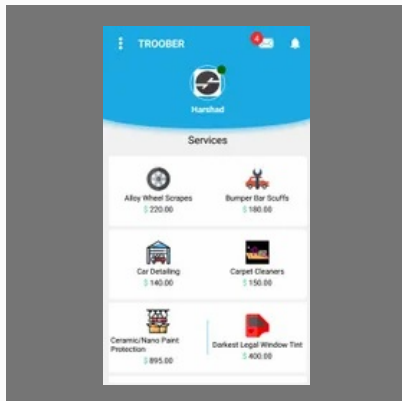 TROOBER
4
Harshad
Services
Alloy Wheel Scrapes
$ 220.00
Bumper Bar Scuffs
$ 180.00
Car Detailing
$ 140.00
Carpet Cleaners
$ 150.00
Ceramic/Nano Paint
Protection
$ 895.00
Darkest Legal Window Tint
$ 400.00